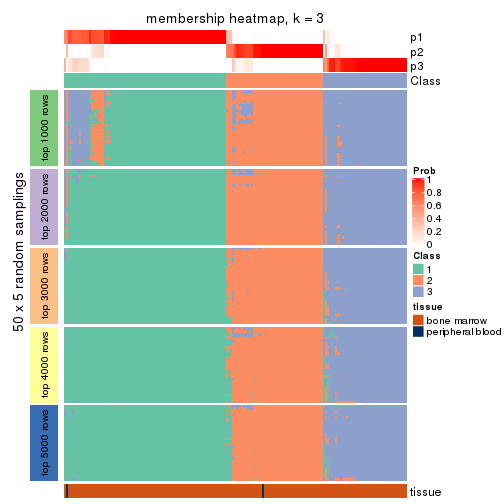 membership heatmap, k = 3
p1
p2
p3
Class
50 x 5 random samplings
top 1000 rows
top 2000 rows
top 3000 rows
top 4000 rows
top 5000 rows
Prob
1
0.8
0.6
0.4
0.2
0
Class
1
2
3
tissue
bone marrow
peripheral blood
tissue